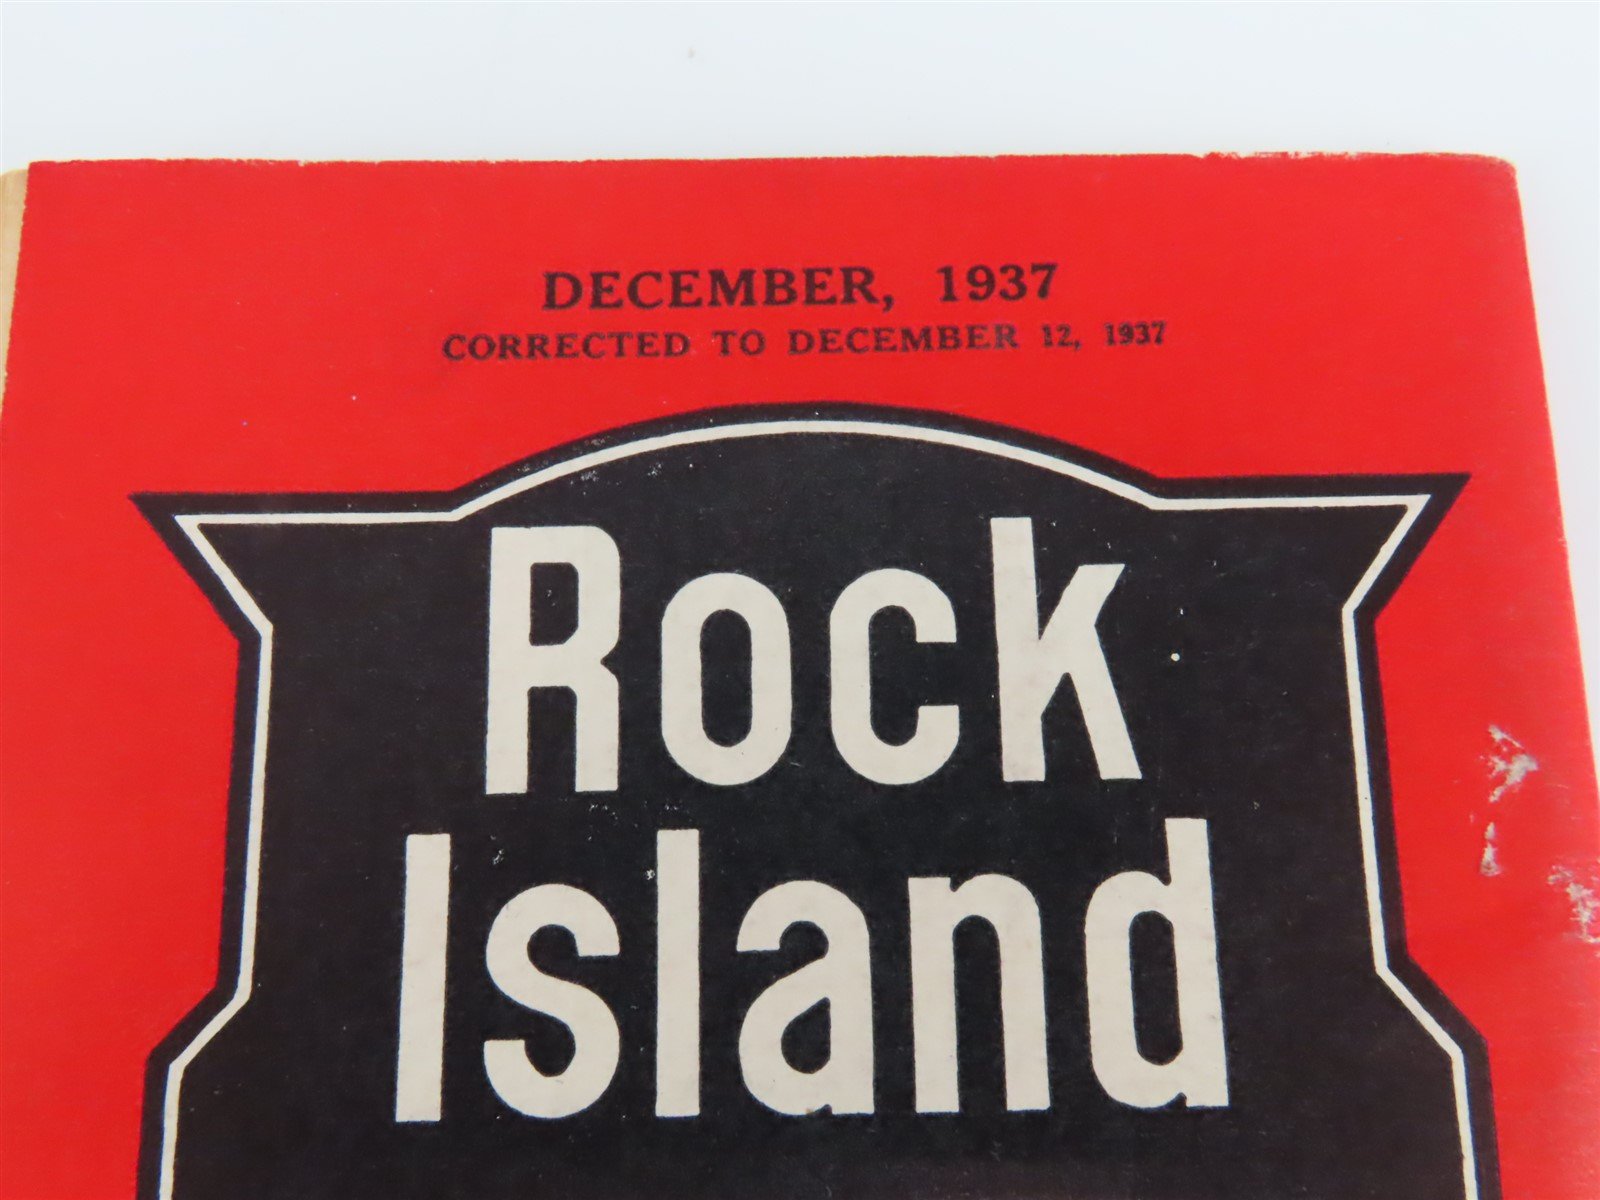 DECEMBER, 1937
CORRECTED TO DECEMBER 12, 1937
Rock
Island